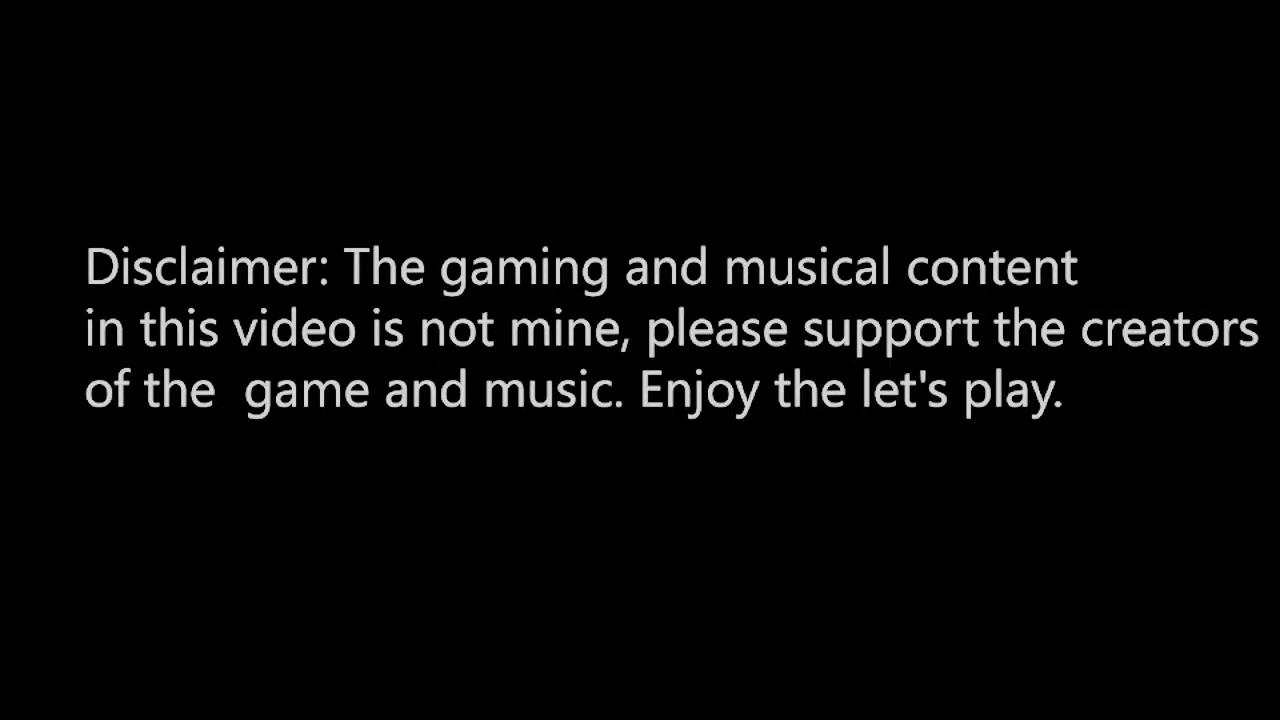 Disclaimer: The gaming and musical content
in this video is not mine, please support the creators
of the  game and music. Enjoy the let's play.